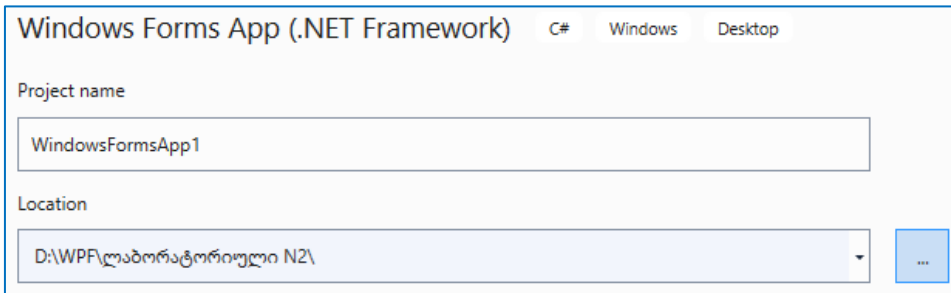 Windows Forms App (.NET Framework) C# Windows Desktop
Project name
WindowsFormsApp1
Location
D:\WPF\ლაბორატორიული N2\
...